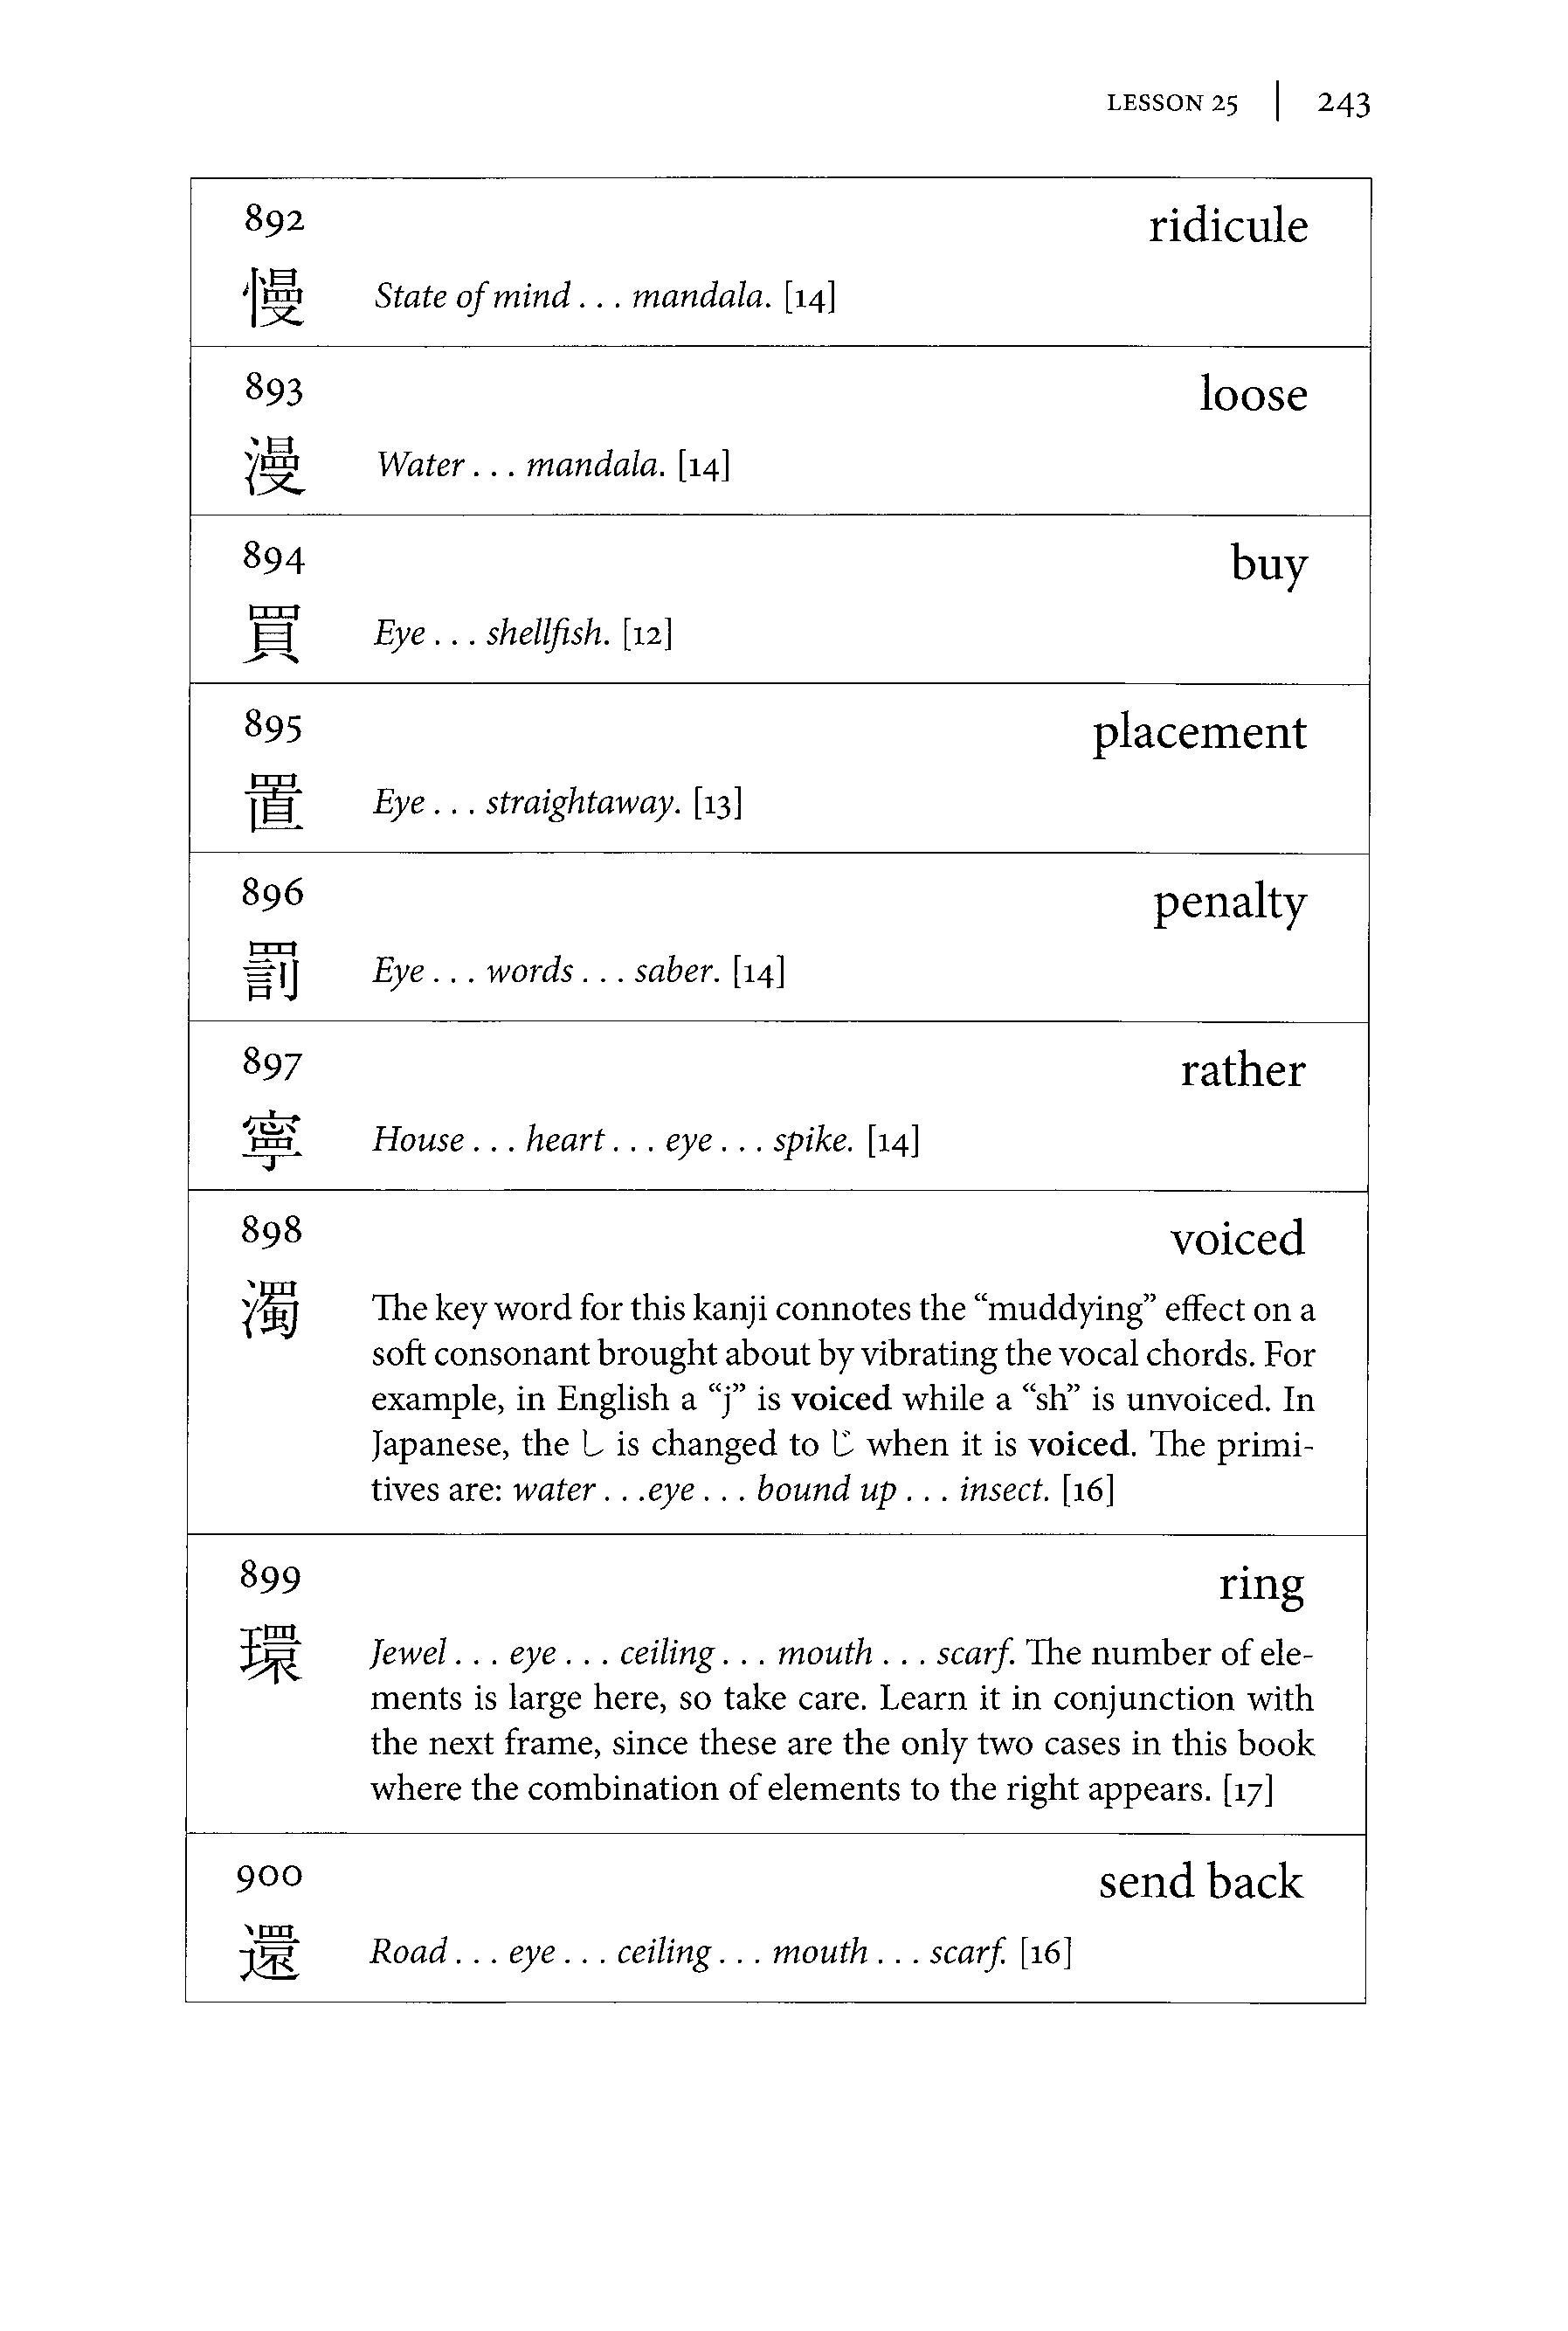 LESSON 25 | 243
892 ridicule
慢 State of mind . . . mandala. [14]
893 loose
漫 Water . . . mandala. [14]
894 buy
買 Eye . . . shellfish. [12]
895 placement
置 Eye . . . straightaway. [13]
896 penalty
罰 Eye . . . words . . . saber. [14]
897 rather
寧 House . . . heart . . . eye . . . spike. [14]
898 voiced
濁 The key word for this kanji connotes the “muddying” effect on a
soft consonant brought about by vibrating the vocal chords. For
example, in English a “j” is voiced while a “sh” is unvoiced. In
Japanese, the し is changed to じ when it is voiced. The primi-
tives are: water . . .eye . . . bound up . . . insect. [16]
899 ring
環 Jewel . . . eye . . . ceiling . . . mouth . . . scarf. The number of ele-
ments is large here, so take care. Learn it in conjunction with
the next frame, since these are the only two cases in this book
where the combination of elements to the right appears. [17]
900 send back
還 Road . . . eye . . . ceiling . . . mouth . . . scarf. [16]